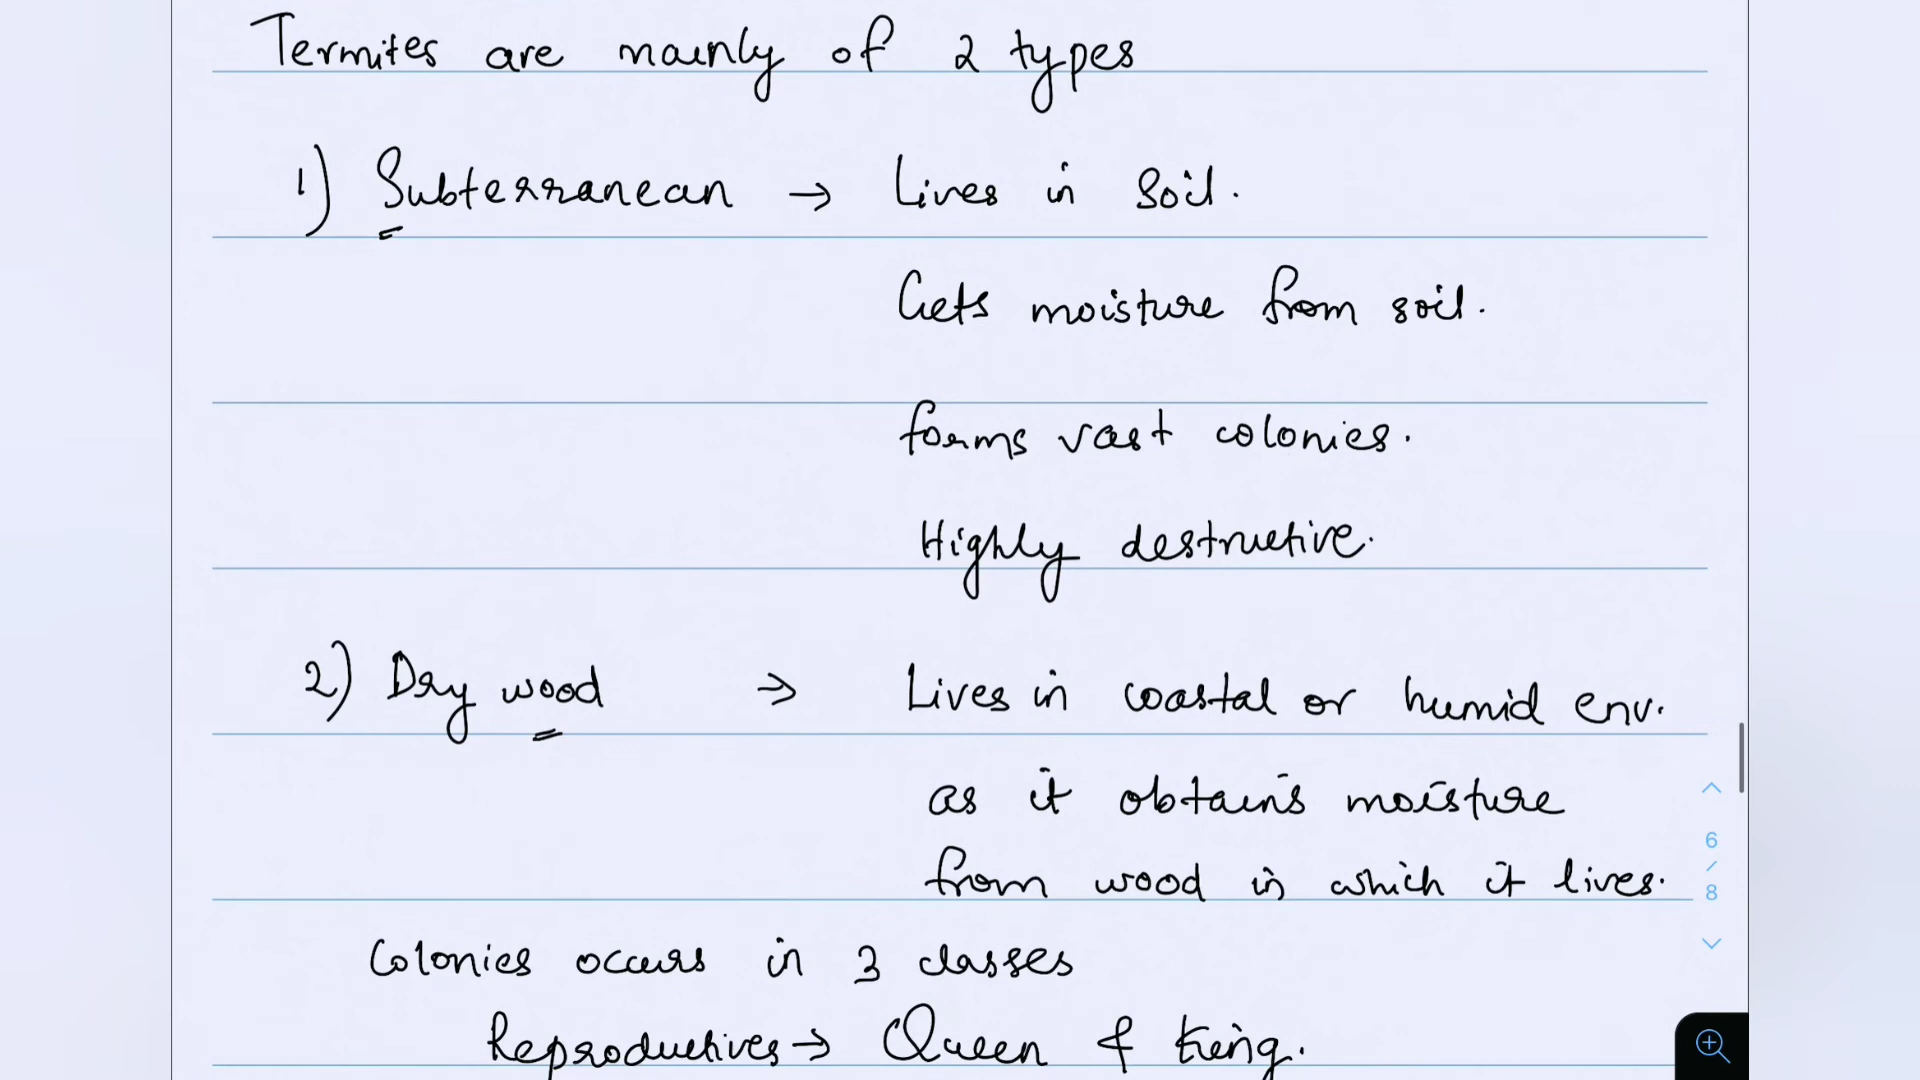 Termites are mainly of 2 types
1) Subterranean → Lives in Soil.
Gets moisture from soil.
forms vast colonies.
Highly destructive.
2) Dry wood → Lives in coastal or humid env.
as it obtains moisture
from wood in which it lives.
Colonies occurs in 3 classes
Reproductives → Queen & King.
6
/
8